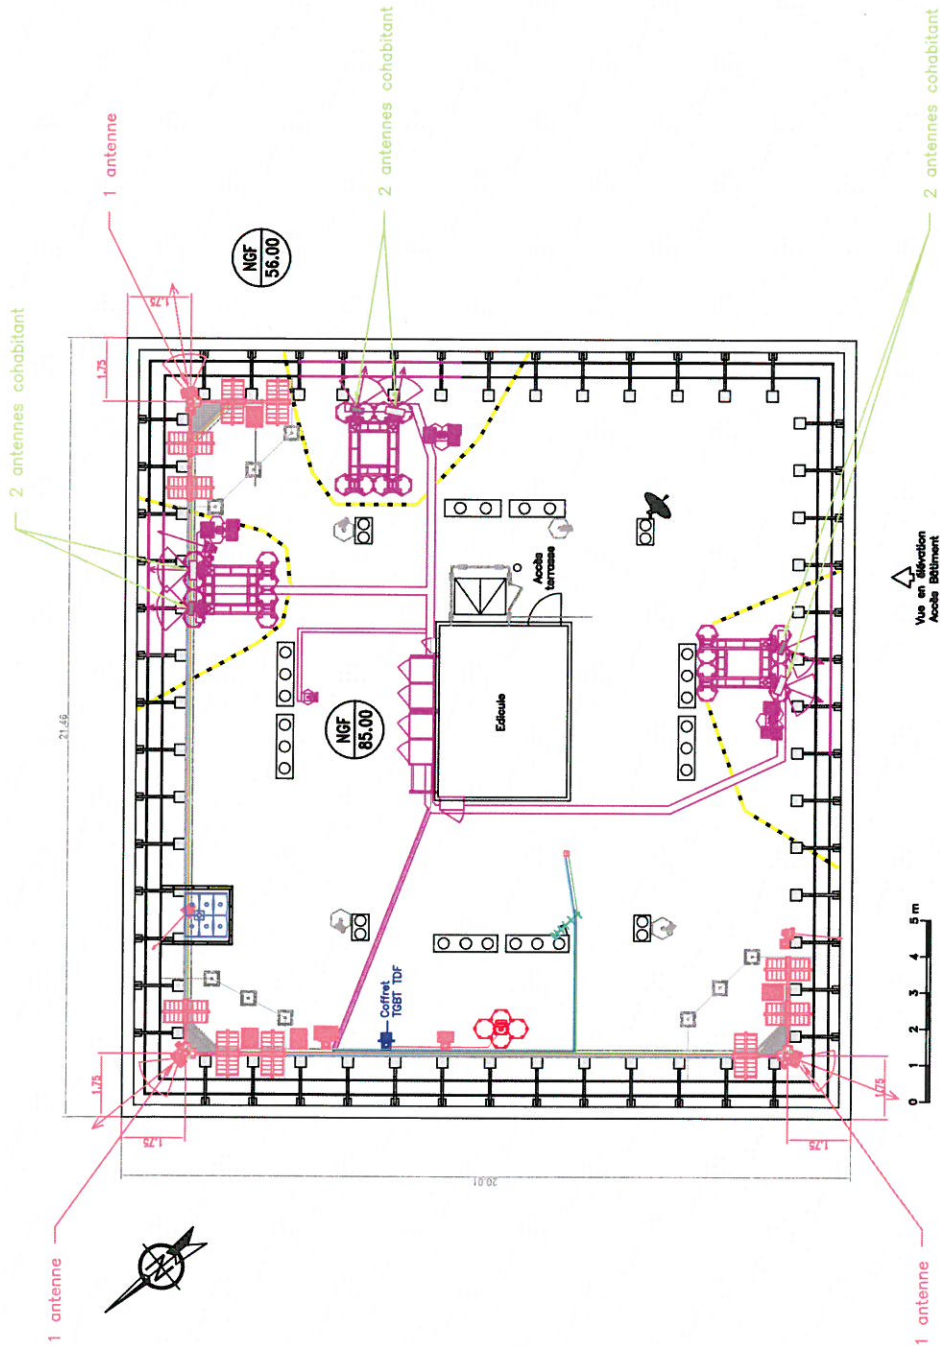 1 antenne
2 antennes cohabitant
2 antennes cohabitant
2 antennes cohabitant
1 antenne
1 antenne
NGF
56.00
NGF
85.00
21.46
20.01
1.75
1.75
1.75
1.75
1.75
1.75
Accès
terrasse
Edicule
Coffret
TGBT TDF
Vue en élévation
Accès Bâtiment
0 1 2 3 4 5 m
N